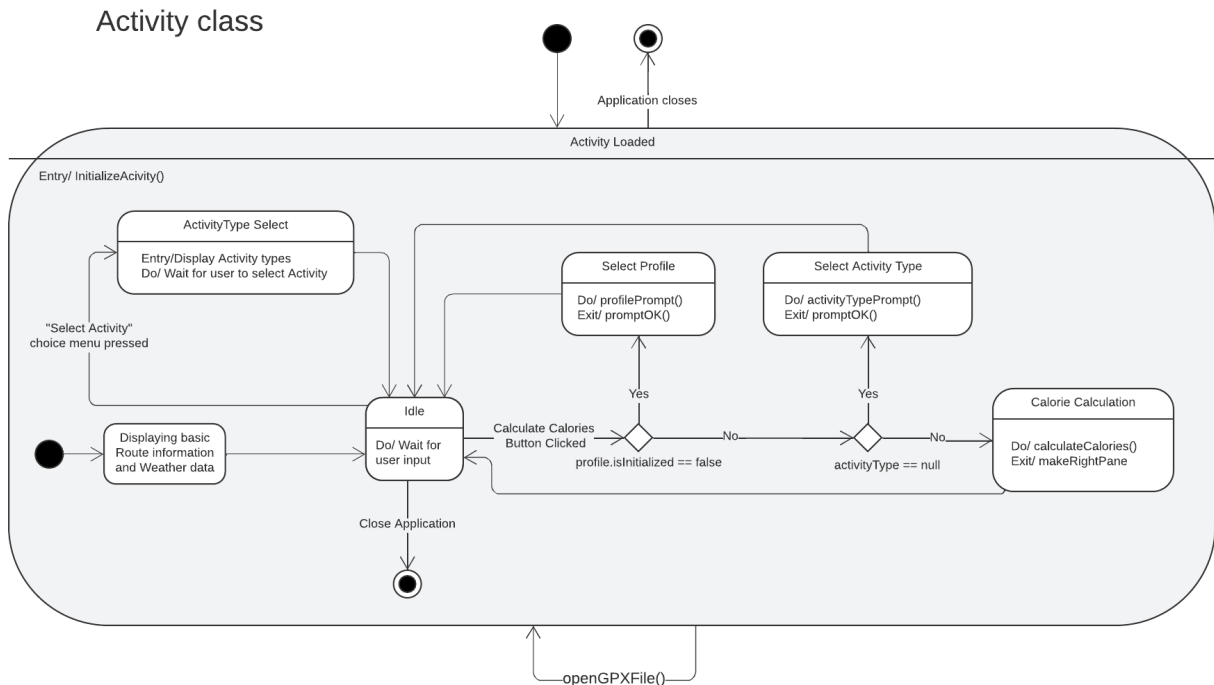 Activity class
Application closes
Activity Loaded
Entry/ InitializeAcivity()
ActivityType Select
Entry/Display Activity types
Do/ Wait for user to select Activity
Select Profile
Do/ profilePrompt()
Exit/ promptOK()
Select Activity Type
Do/ activityTypePrompt()
Exit/ promptOK()
"Select Activity"
choice menu pressed
Yes
Yes
Idle
Do/ Wait for
user input
Calculate Calories
Button Clicked
No
No
profile.isInitialized == false
activityType == null
Calorie Calculation
Do/ calculateCalories()
Exit/ makeRightPane
Displaying basic
Route information
and Weather data
Close Application
openGPXFile()